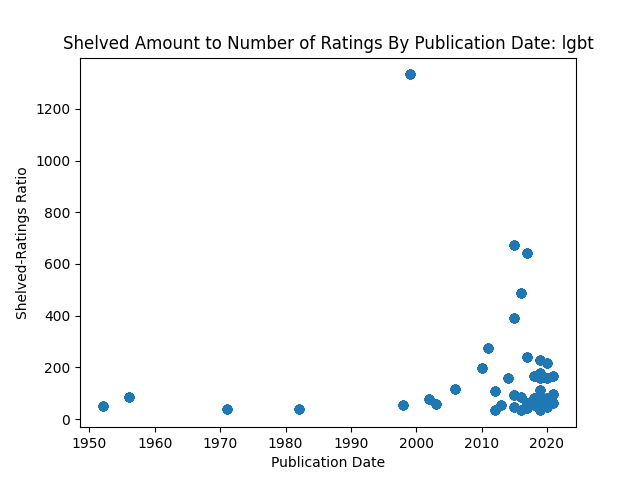 Shelved Amount to Number of Ratings By Publication Date: lgbt
Shelved-Ratings Ratio
1200
1000
800
600
400
200
0
1950 1960 1970 1980 1990 2000 2010 2020
Publication Date